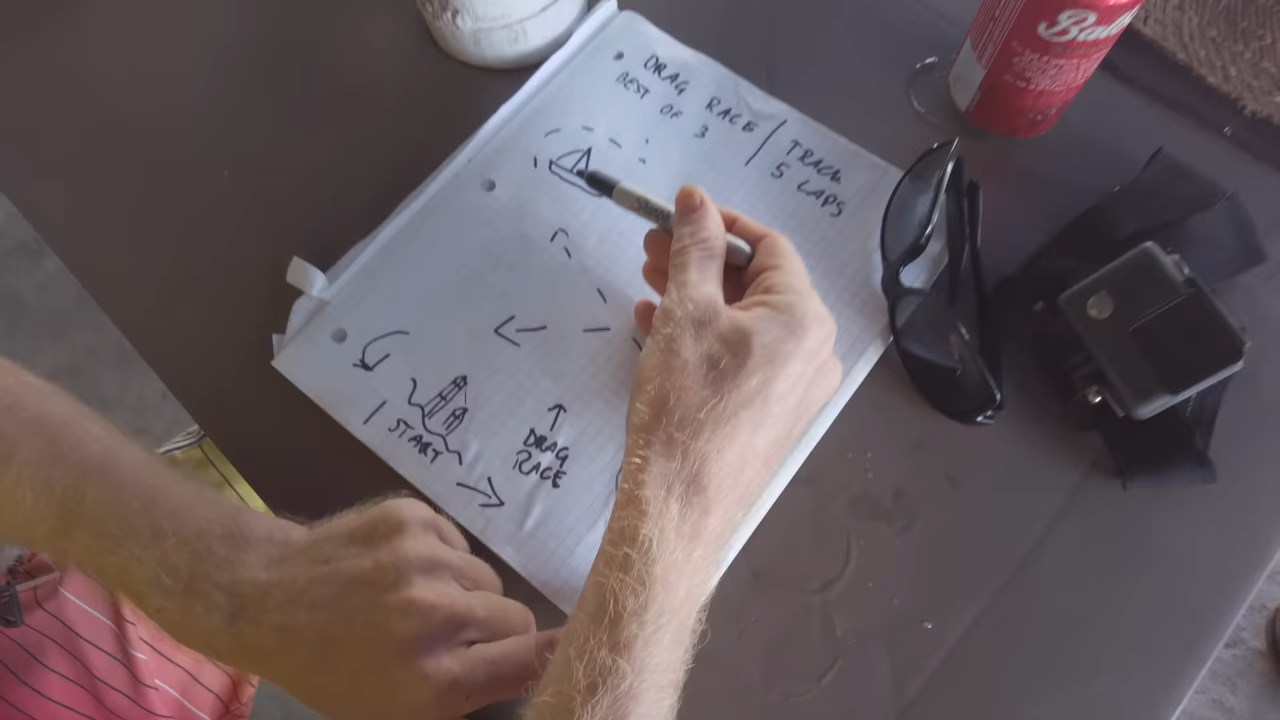 DRAG RACE / TRACK
BEST OF 3
5 LAPS
START
DRAG
RACE